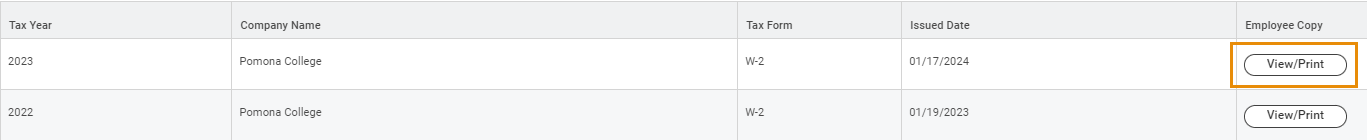 Tax Year Company Name Tax Form Issued Date Employee Copy
2023 Pomona College W-2 01/17/2024 View/Print
2022 Pomona College W-2 01/19/2023 View/Print